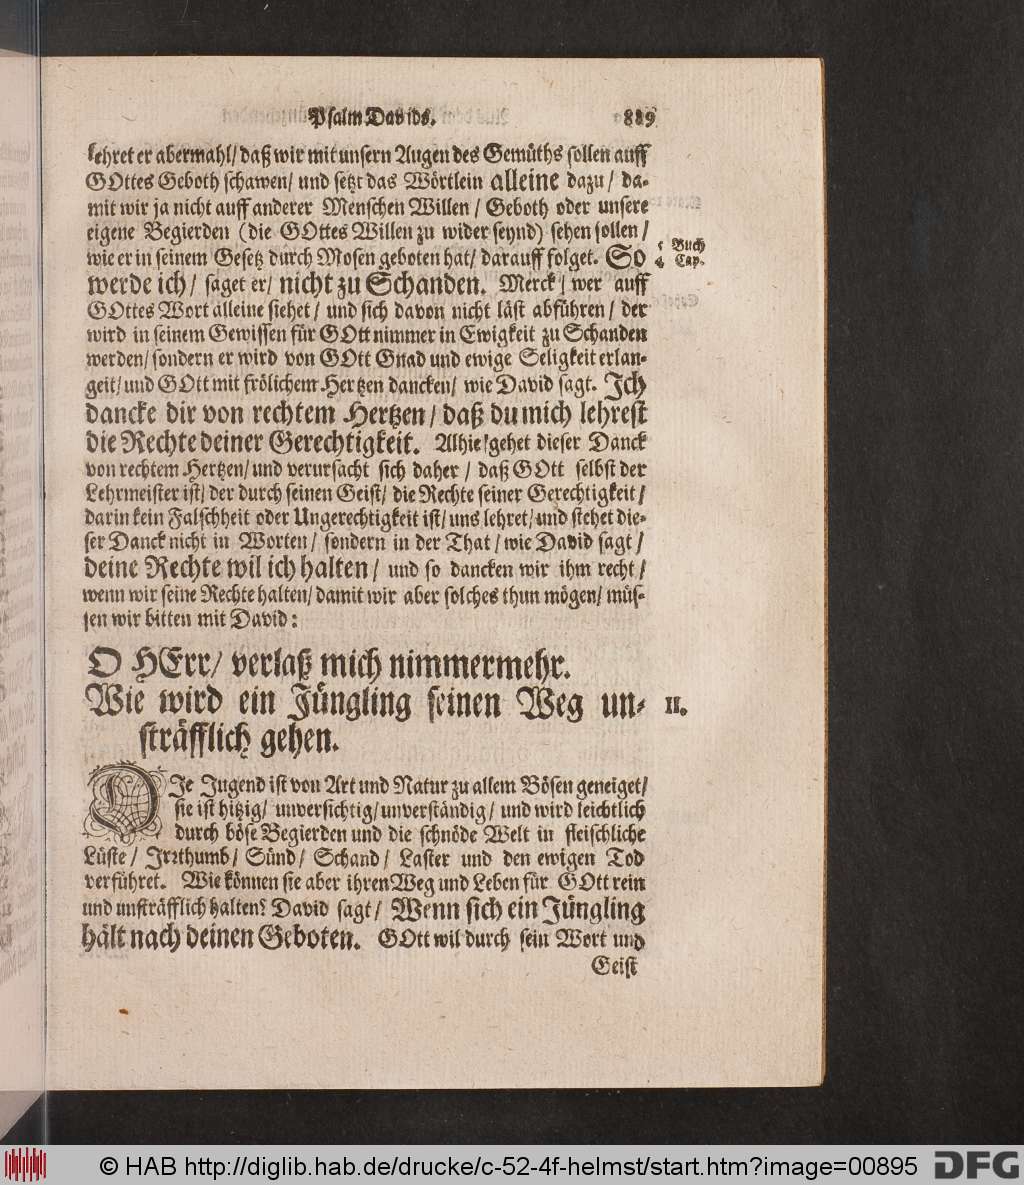 Psalm Davids. 889
lehret er abermahl/ daß wir mit unsern Augen des Gemüths sollen auff
GOttes Geboth schawen/ und setzt das Wörtlein alleine dazu/ da-
mit wir ja nicht auff anderer Menschen Willen/ Geboth oder unsere
eigene Begierden (die GOttes Willen zu wider seynd) sehen sollen/
wie er in seinem Gesetz durch Mosen geboten hat/ darauff folget. So
Buch
Cap.
werde ich/ saget er/ nicht zu Schanden. Merck/ wer auff
GOttes Wort alleine siehet/ und sich davon nicht läst abführen/ der
wird in seinem Gewissen für GOtt nimmer in Ewigkeit zu Schanden
werden/ sondern er wird von GOtt Gnad und ewige Seligkeit erlan-
geit/ und GOtt mit frölichem Hertzen dancken/ wie David sagt. Ich
dancke dir von rechtem Hertzen/ daß du mich lehrest
die Rechte deiner Gerechtigkeit. Alhie gehet dieser Danck
von rechtem Hertzen/ und verursacht sich daher/ daß GOtt selbst der
Lehrmeister ist/ der durch seinen Geist/ die Rechte seiner Gerechtigkeit/
darin kein Falschheit oder Ungerechtigkeit ist/ uns lehret/ und stehet die-
ser Danck nicht in Worten/ sondern in der That/ wie David sagt/
deine Rechte wil ich halten/ und so dancken wir ihm recht/
wenn wir seine Rechte halten/ damit wir aber solches thun mögen/ müs-
sen wir bitten mit David:
O HErr/ verlaß mich nimmermehr.
Wie wird ein Jüngling seinen Weg un- II.
sträfflich gehen.
DIe Jugend ist von Art und Natur zu allem Bösen geneiget/
sie ist hitzig/ unversichtig/ unverständig/ und wird leichtlich
durch böse Begierden und die schnöde Welt in fleischliche
Lüste/ Irrthumb/ Sünd/ Schand/ Laster und den ewigen Tod
verführet. Wie können sie aber ihren Weg und Leben für GOtt rein
und unsträfflich halten? David sagt/ Wenn sich ein Jüngling
hält nach deinen Geboten. GOtt wil durch sein Wort und
Geist
© HAB http://diglib.hab.de/drucke/c-52-4f-helmst/start.htm?image=00895 DFG